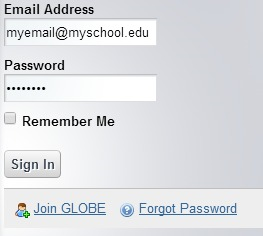 Email Address
myemail@myschool.edu
Password
••••••••
Remember Me
Sign In
Join GLOBE Forgot Password